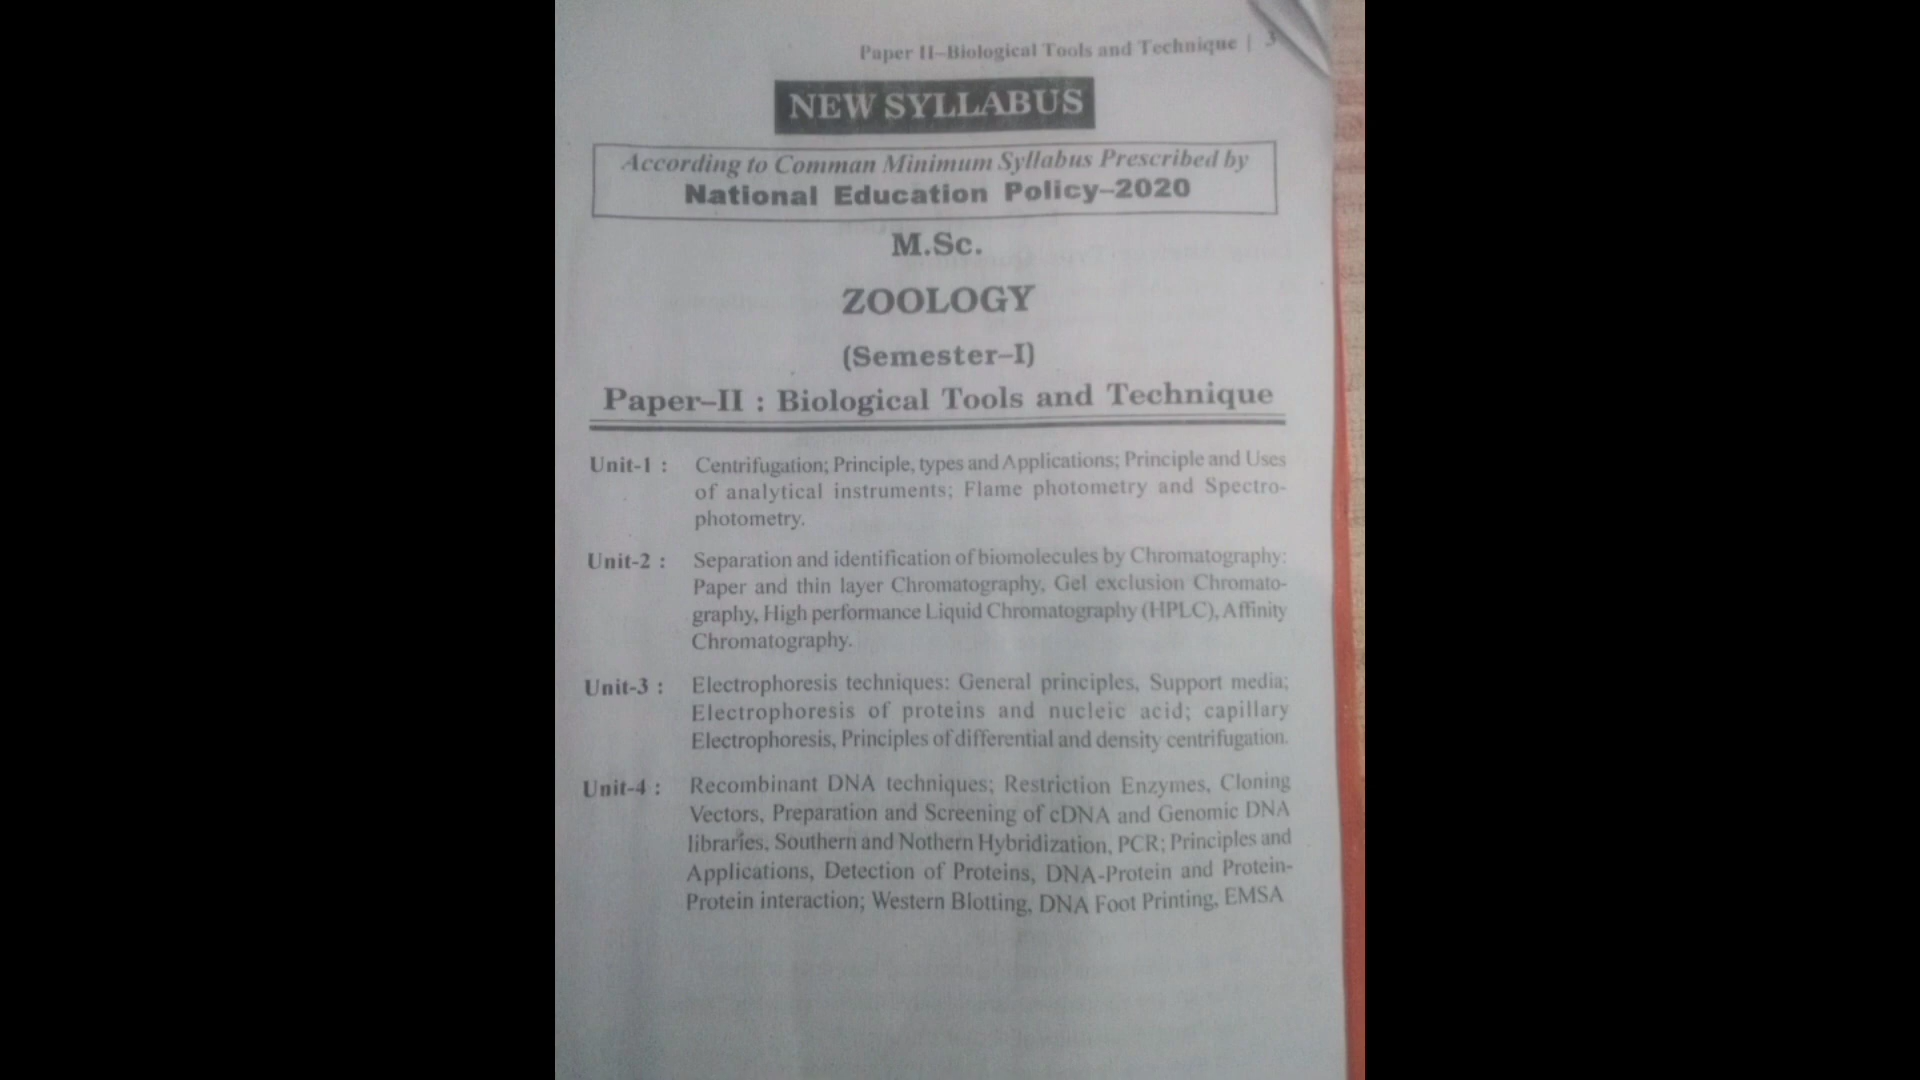 Paper II–Biological Tools and Technique | 3
NEW SYLLABUS
According to Comman Minimum Syllabus Prescribed by
National Education Policy–2020
M.Sc.
ZOOLOGY
(Semester–I)
Paper–II : Biological Tools and Technique
Unit-1 : Centrifugation; Principle, types and Applications; Principle and Uses
of analytical instruments; Flame photometry and Spectro-
photometry.
Unit-2 : Separation and identification of biomolecules by Chromatography:
Paper and thin layer Chromatography, Gel exclusion Chromato-
graphy, High performance Liquid Chromatography (HPLC), Affinity
Chromatography.
Unit-3 : Electrophoresis techniques: General principles, Support media;
Electrophoresis of proteins and nucleic acid; capillary
Electrophoresis, Principles of differential and density centrifugation.
Unit-4 : Recombinant DNA techniques; Restriction Enzymes, Cloning
Vectors, Preparation and Screening of cDNA and Genomic DNA
libraries, Southern and Nothern Hybridization, PCR; Principles and
Applications, Detection of Proteins, DNA-Protein and Protein-
Protein interaction; Western Blotting, DNA Foot Printing, EMSA